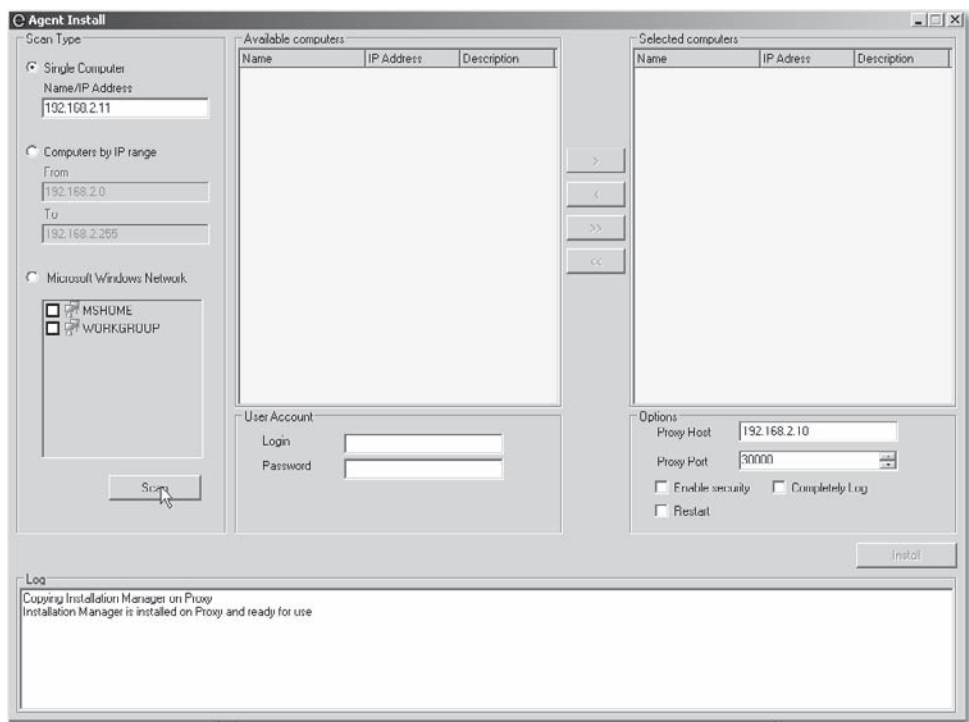 Agent Install
Scan Type
Single Computer
Name/IP Address
192.168.2.11
Computers by IP range
From
192.168.2.0
To
192.168.2.255
Microsoft Windows Network
MSHOME
WORKGROUP
Scan
Available computers
Name IP Address Description
>
<
>>
<<
Selected computers
Name IP Adress Description
User Account
Login
Password
Options
Proxy Host 192.168.2.10
Proxy Port 30000
Enable security Completely Log
Restart
Install
Log
Copying Installation Manager on Proxy
Installation Manager is installed on Proxy and ready for use